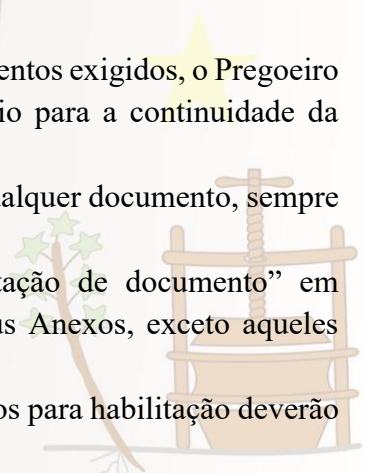 entos exigidos, o Pregoeiro
io para a continuidade da
alquer documento, sempre
tação de documento” em
us Anexos, exceto aqueles
os para habilitação deverão